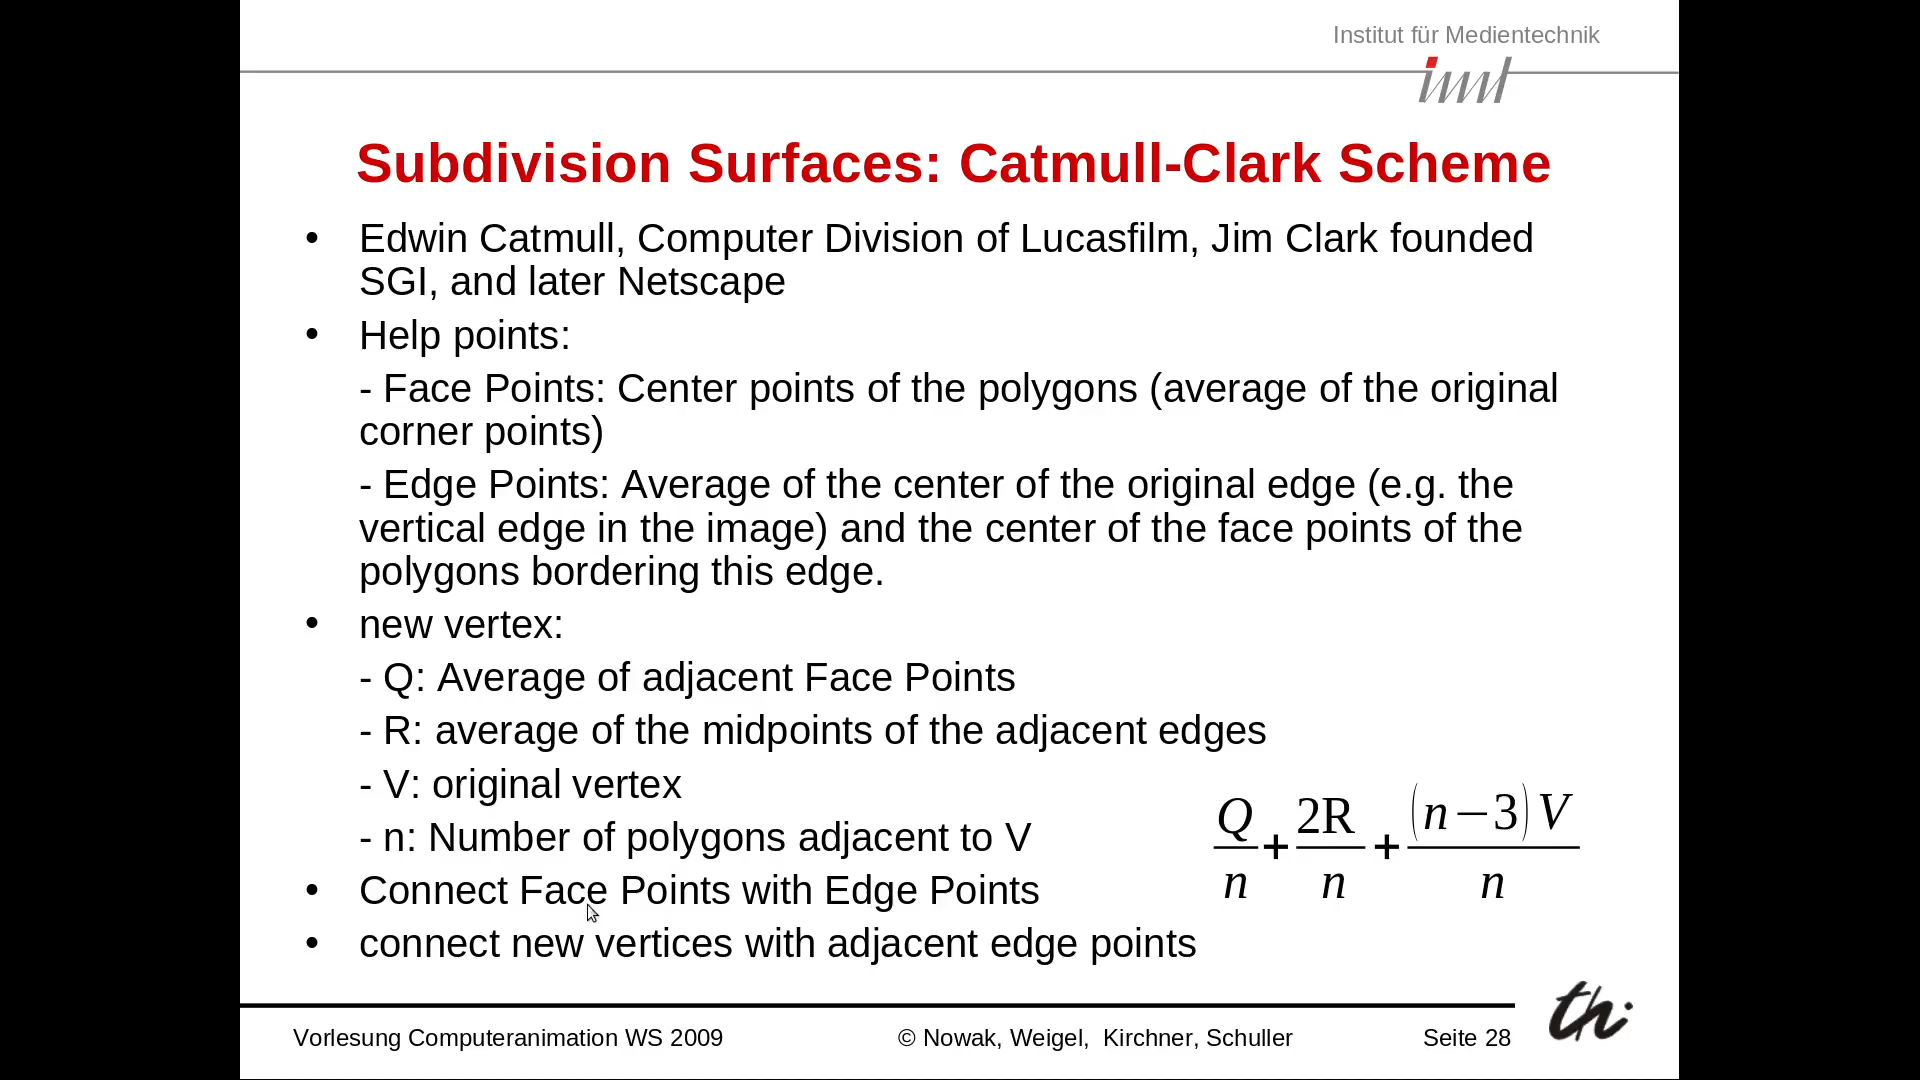 Institut für Medientechnik
imt
Subdivision Surfaces: Catmull-Clark Scheme
• Edwin Catmull, Computer Division of Lucasfilm, Jim Clark founded
SGI, and later Netscape
• Help points:
- Face Points: Center points of the polygons (average of the original
corner points)
- Edge Points: Average of the center of the original edge (e.g. the
vertical edge in the image) and the center of the face points of the
polygons bordering this edge.
• new vertex:
- Q: Average of adjacent Face Points
- R: average of the midpoints of the adjacent edges
- V: original vertex
- n: Number of polygons adjacent to V
Q/n + 2R/n + (n−3)V/n
• Connect Face Points with Edge Points
• connect new vertices with adjacent edge points
th:
Vorlesung Computeranimation WS 2009 © Nowak, Weigel, Kirchner, Schuller Seite 28